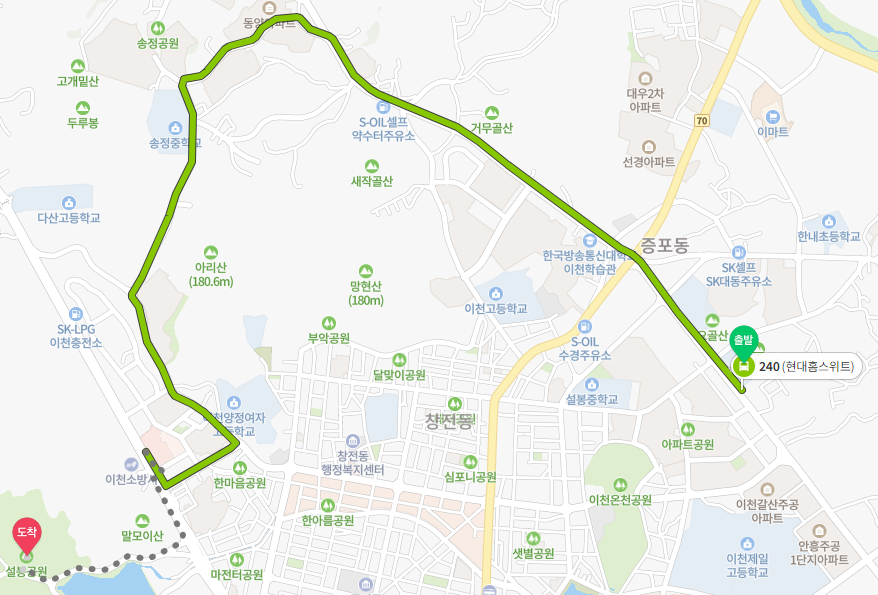 동양아파트
송정공원
고개밑산
두루봉
송정중학교
S-OIL셀프
약수터주유소
거무골산
새작골산
대우2차
아파트
70
이마트
선경아파트
다산고등학교
한국방송통신대학교
이천학습관
증포동
한내초등학교
SK셀프
SK대동주유소
아리산
(180.6m)
망현산
(180m)
이천고등학교
SK-LPG
이천충전소
부악공원
S-OIL
수경주유소
출발
240 (현대홈스위트)
달맞이공원
설봉중학교
이천양정여자
고등학교
창전동
아파트공원
창전동
행정복지센터
심포니공원
이천소방서
한마음공원
이천온천공원
이천갈산주공
아파트
한아름공원
도착
말모이산
설봉공원
마전터공원
샛별공원
이천제일
고등학교
안흥주공
1단지아파트